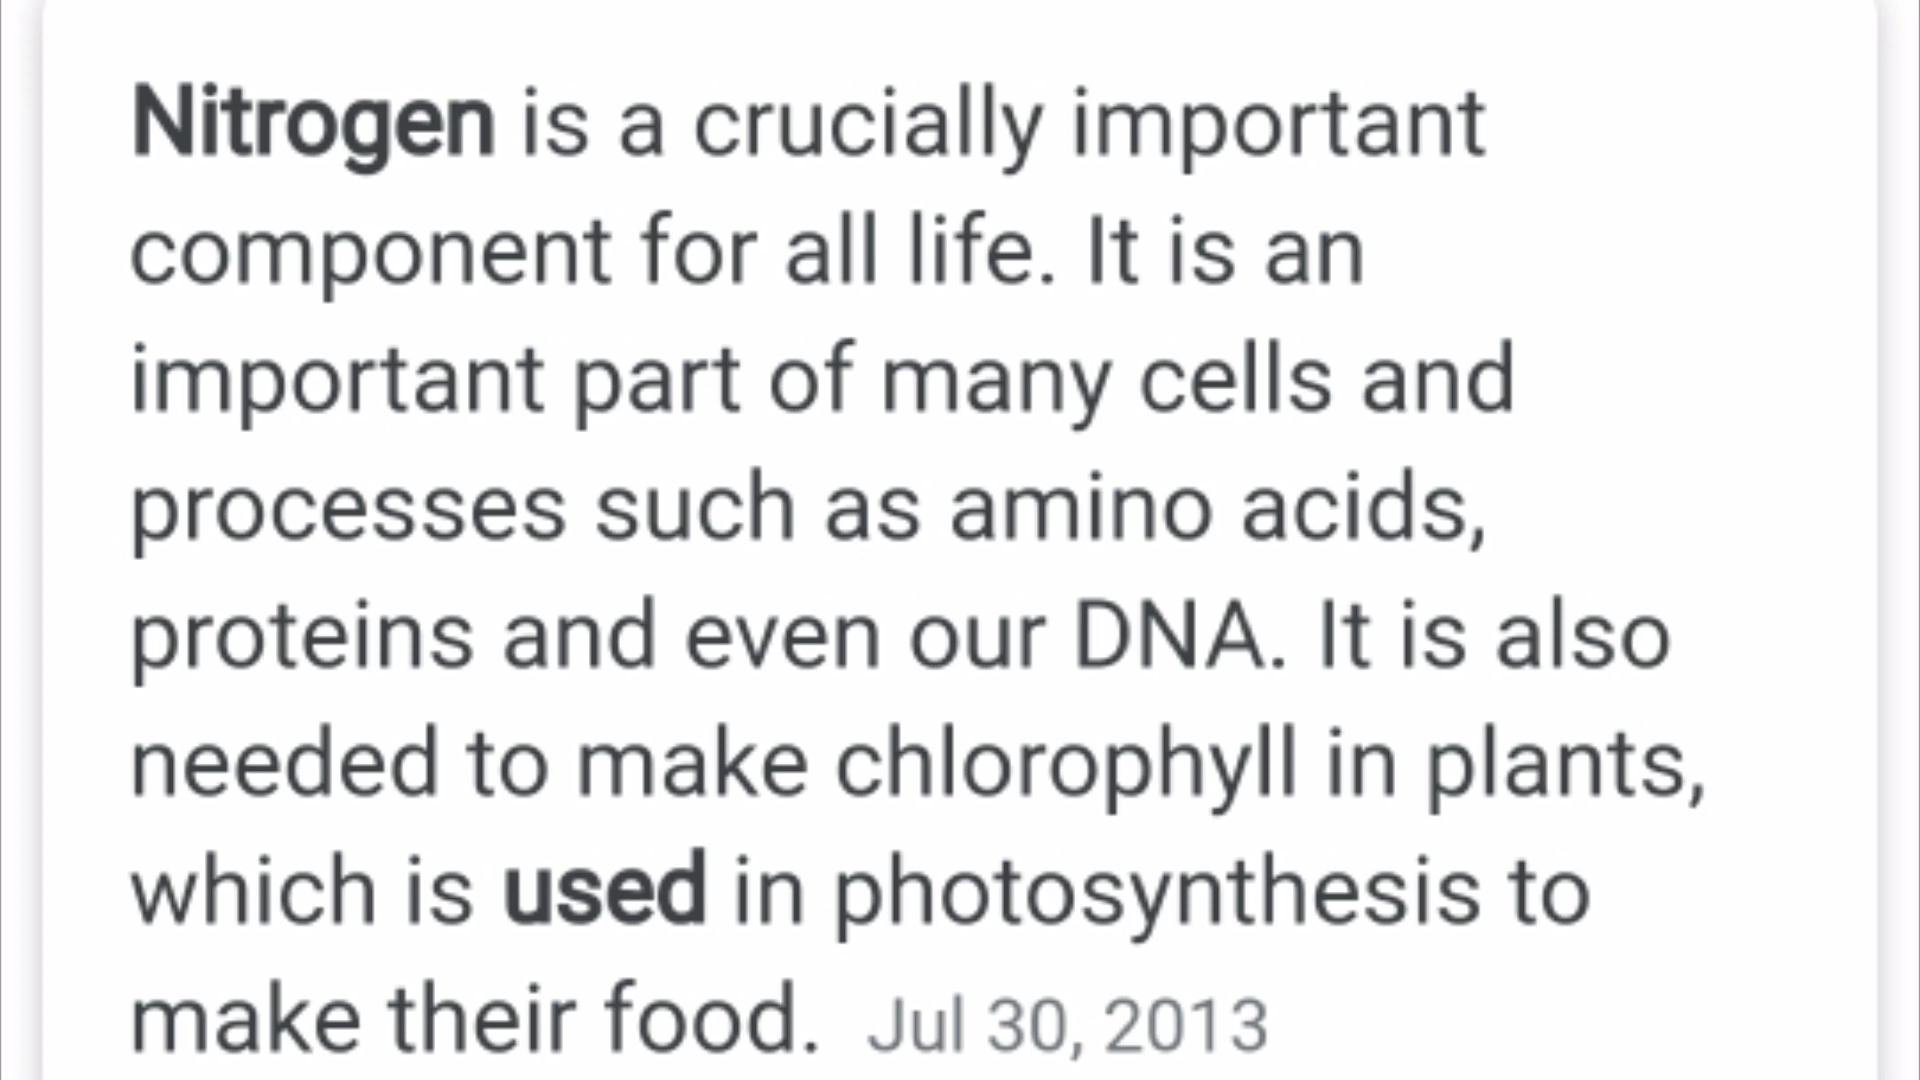 Nitrogen is a crucially important
component for all life. It is an
important part of many cells and
processes such as amino acids,
proteins and even our DNA. It is also
needed to make chlorophyll in plants,
which is used in photosynthesis to
make their food. Jul 30, 2013